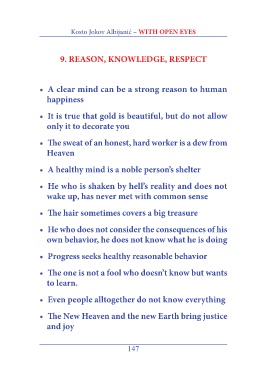 Kosto Jokov Albijanić – WITH OPEN EYES
9. REASON, KNOWLEDGE, RESPECT
• A clear mind can be a strong reason to human
happiness
• It is true that gold is beautiful, but do not allow
only it to decorate you
• The sweat of an honest, hard worker is a dew from
Heaven
• A healthy mind is a noble person’s shelter
• He who is shaken by hell’s reality and does not
wake up, has never met with common sense
• The hair sometimes covers a big treasure
• He who does not consider the consequences of his
own behavior, he does not know what he is doing
• Progress seeks healthy reasonable behavior
• The one is not a fool who doesn’t know but wants
to learn.
• Even people alltogether do not know everything
• The New Heaven and the new Earth bring justice
and joy
147